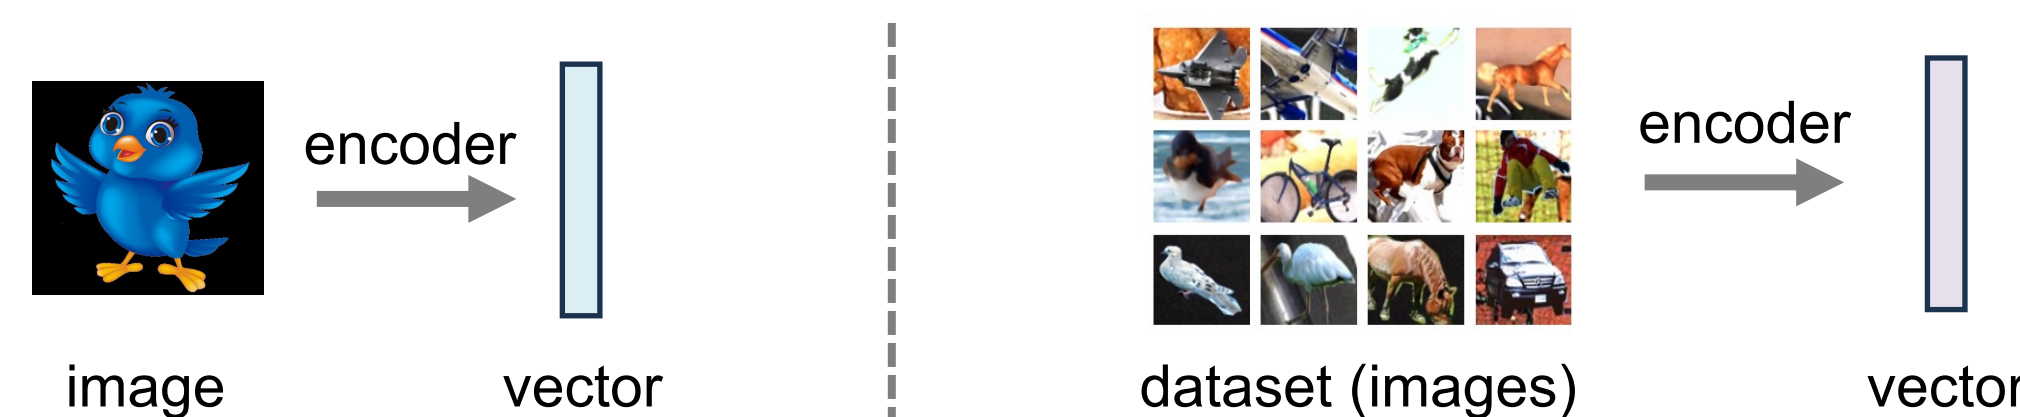 encoder
image
vector
encoder
dataset (images)
vector